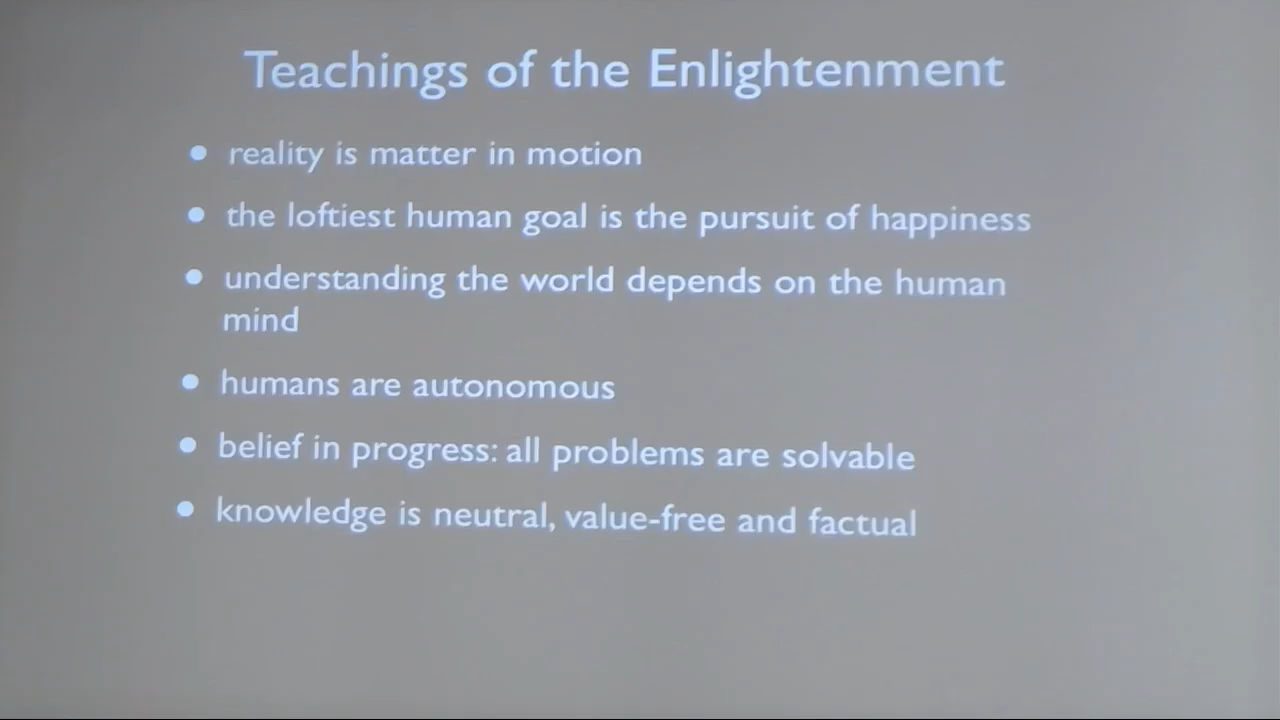 Teachings of the Enlightenment
• reality is matter in motion
• the loftiest human goal is the pursuit of happiness
• understanding the world depends on the human
mind
• humans are autonomous
• belief in progress: all problems are solvable
• knowledge is neutral, value-free and factual